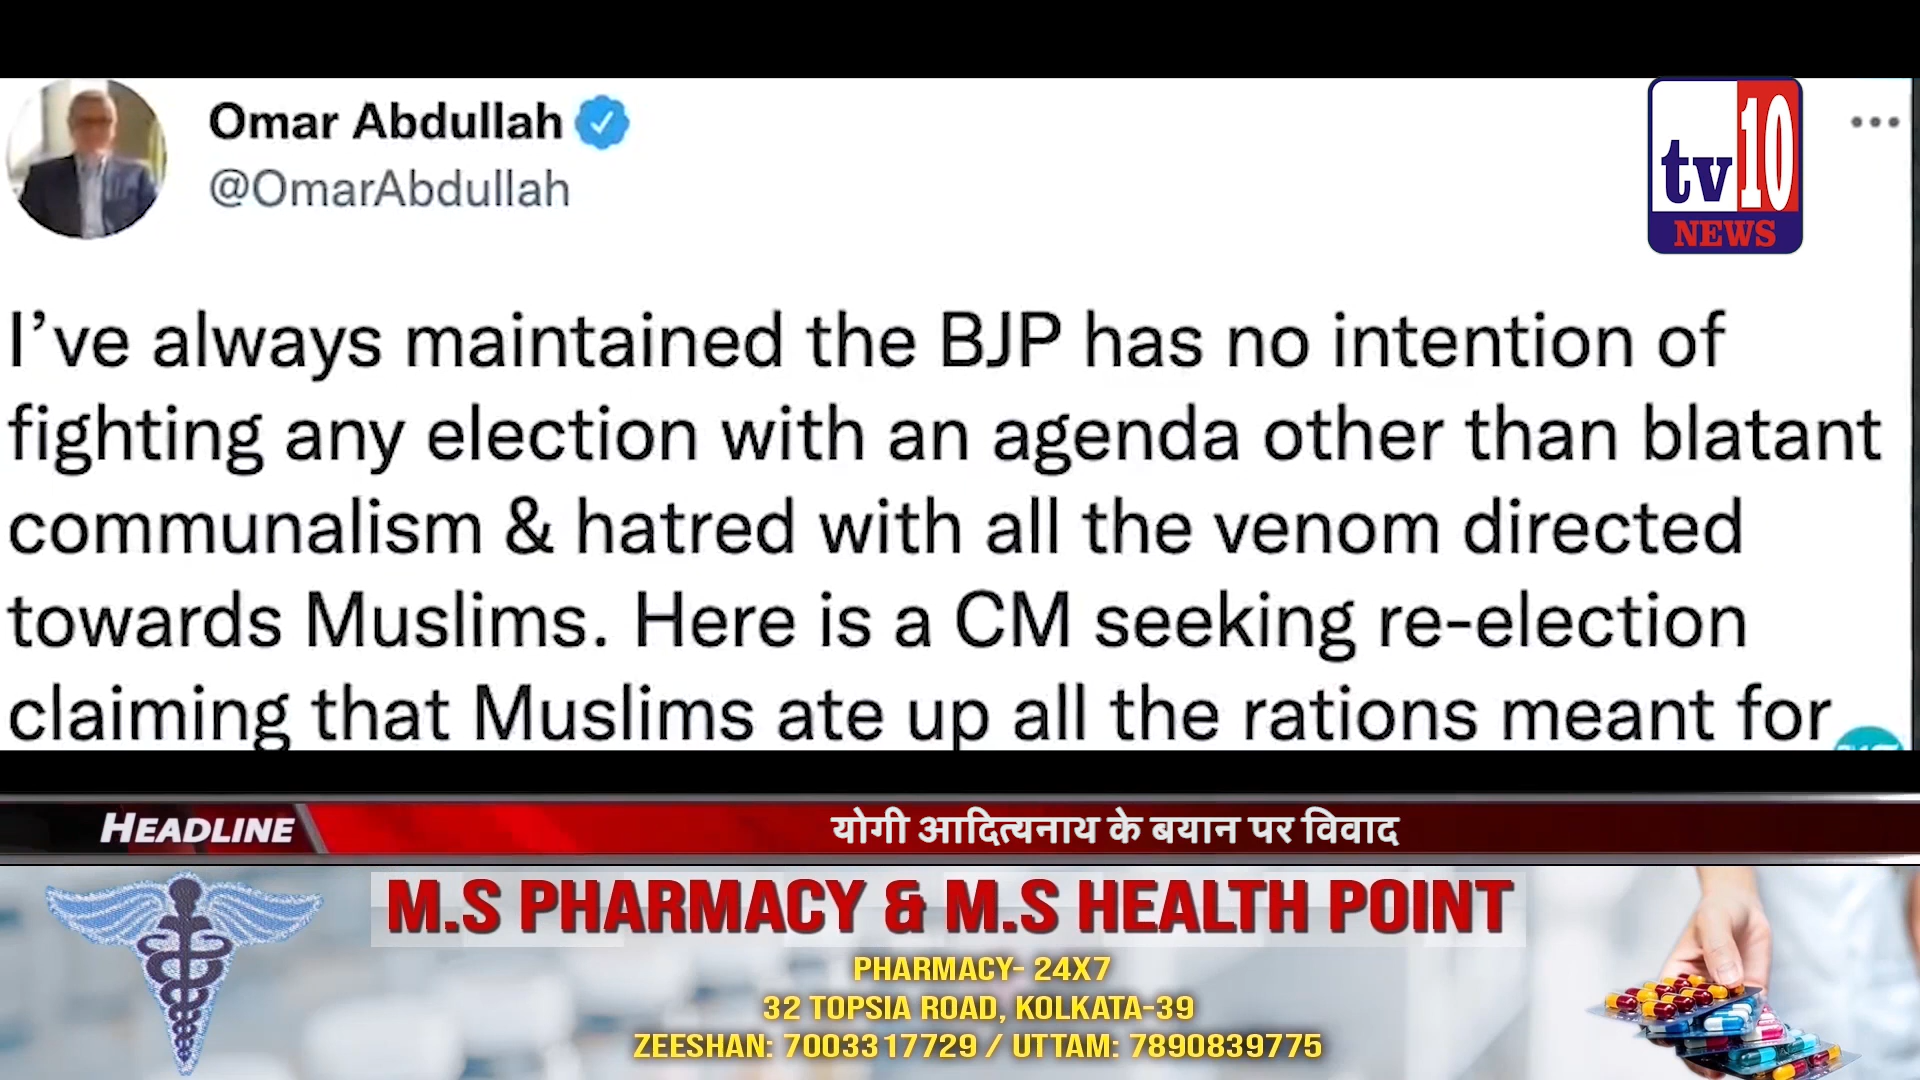 Omar Abdullah
@OmarAbdullah
tv10
NEWS
I’ve always maintained the BJP has no intention of
fighting any election with an agenda other than blatant
communalism & hatred with all the venom directed
towards Muslims. Here is a CM seeking re-election
claiming that Muslims ate up all the rations meant for
HEADLINE
योगी आदित्यनाथ के बयान पर विवाद
M.S PHARMACY & M.S HEALTH POINT
PHARMACY- 24X7
32 TOPSIA ROAD, KOLKATA-39
ZEESHAN: 7003317729 / UTTAM: 7890839775